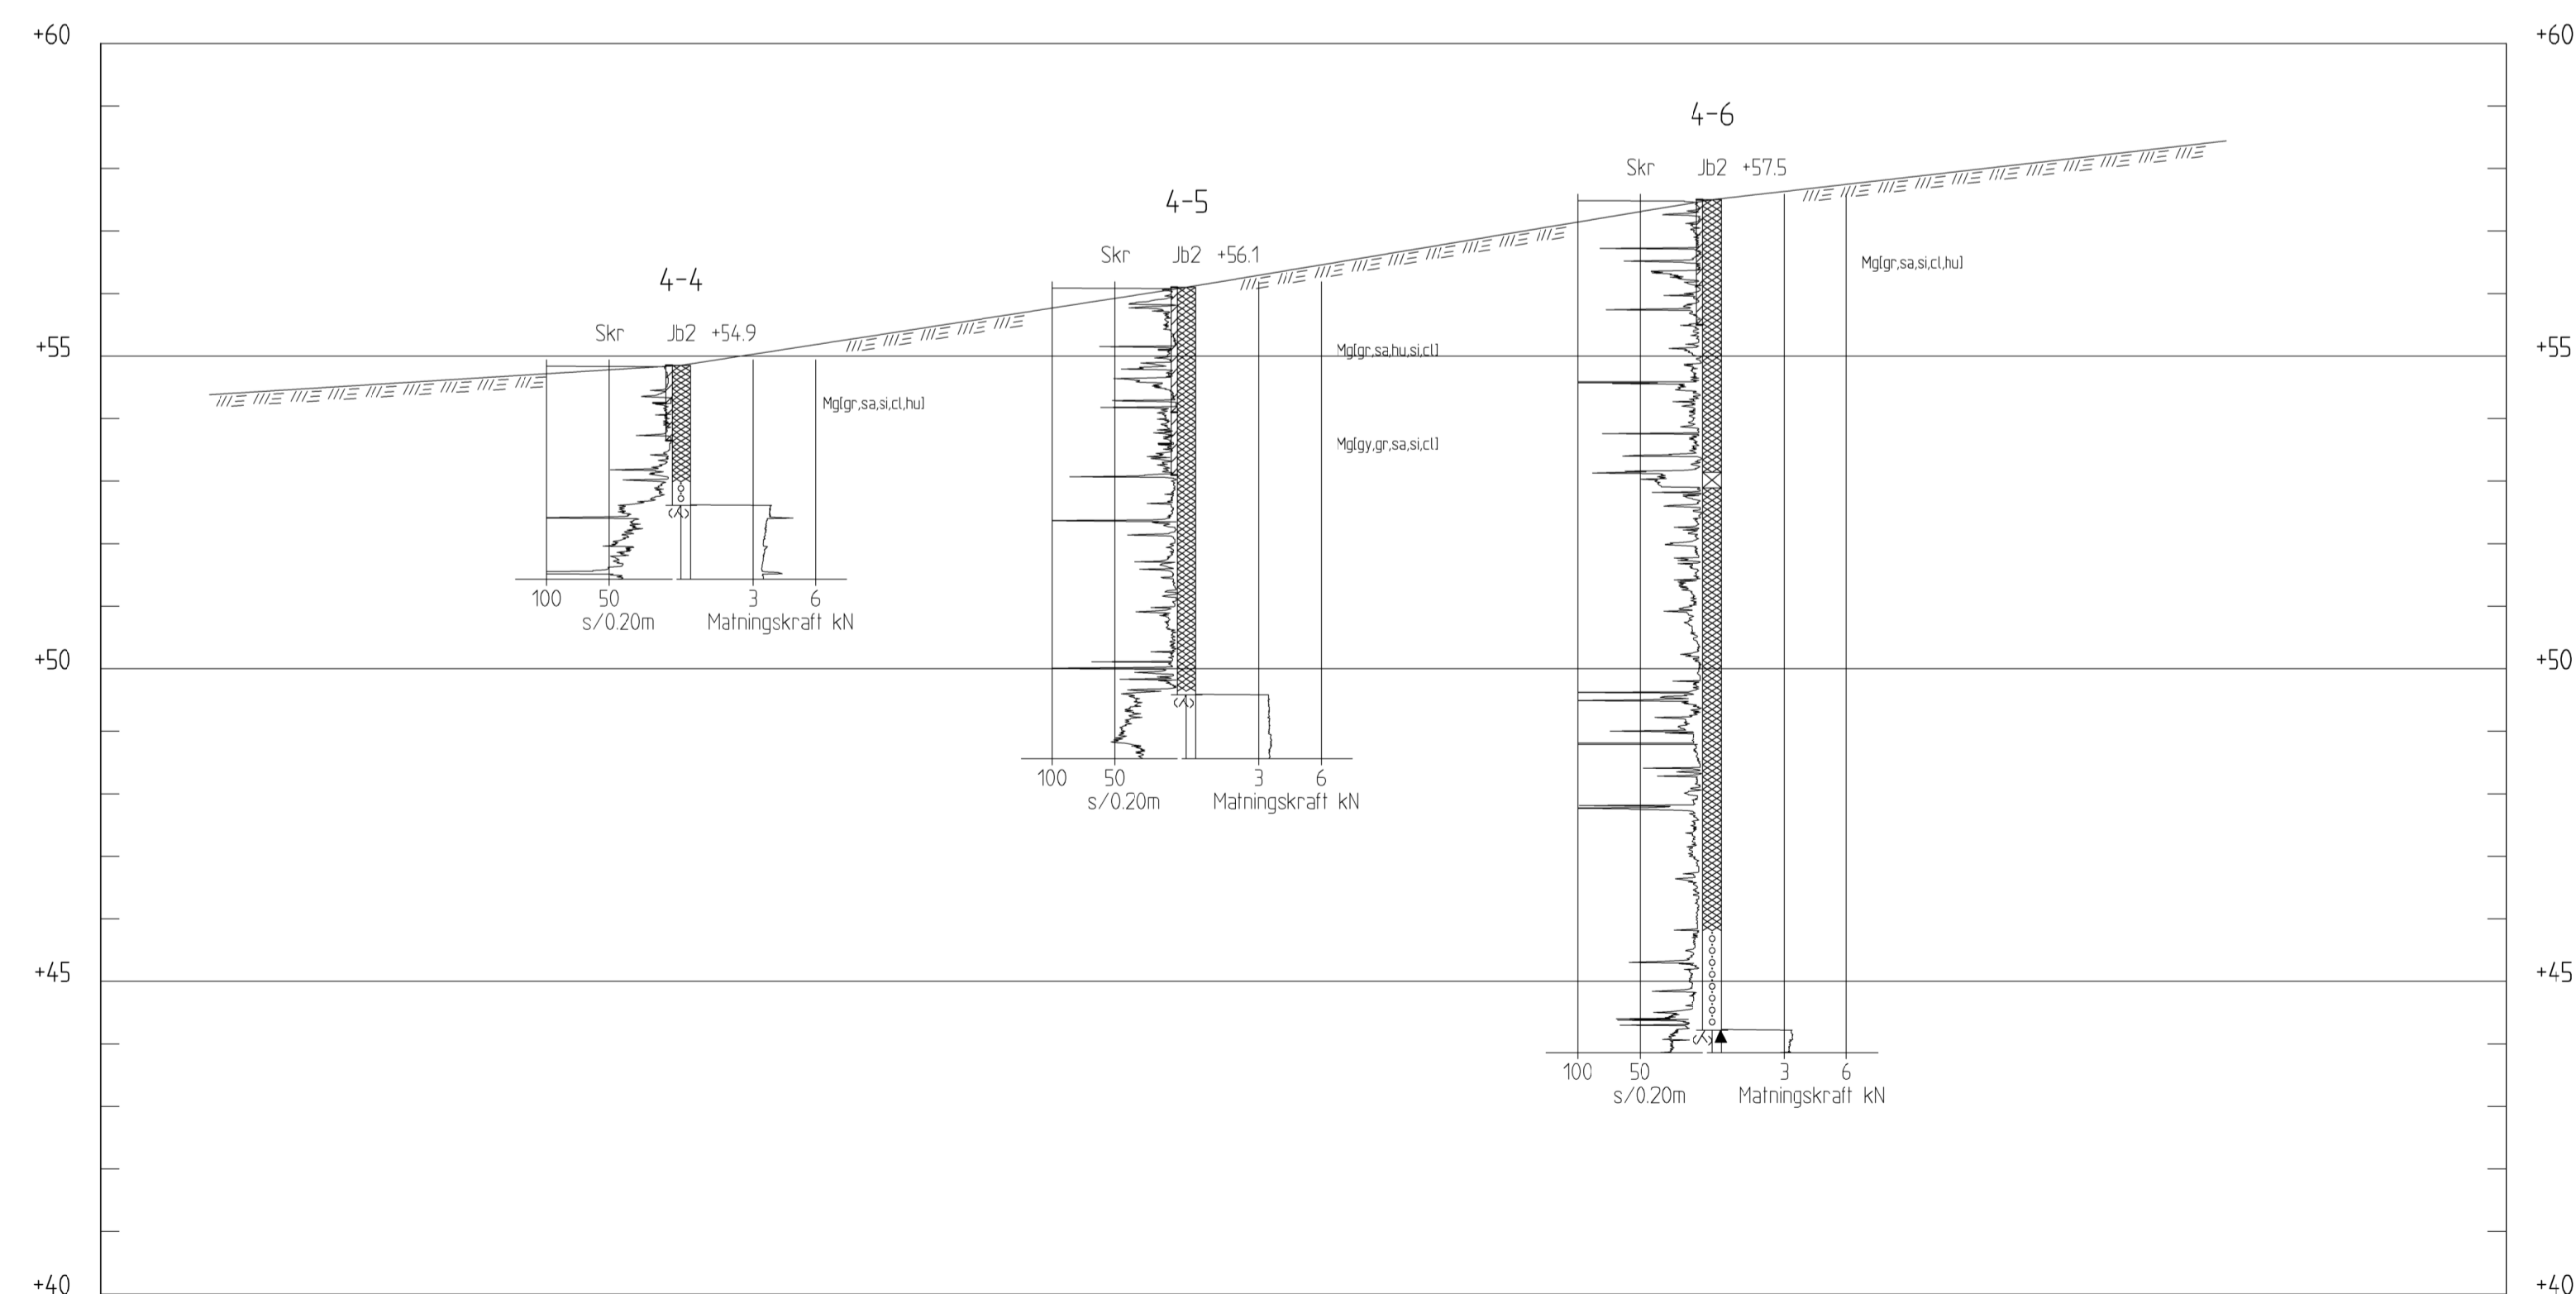 +60 +60
4-6
Skr Jb2 +57.5
4-5
Skr Jb2 +56.1
Mg[gr,sa,si,cl,hu]
4-4
Skr Jb2 +54.9
+55 +55
Mg[gr,sa,hu,si,cl]
Mg[gr,sa,si,cl,hu]
Mg[gy,gr,sa,si,cl]
100 50 3 6
s/0.20m Matningskraft kN
+50 +50
100 50 3 6
s/0.20m Matningskraft kN
+45 +45
100 50 3 6
s/0.20m Matningskraft kN
+40 +40